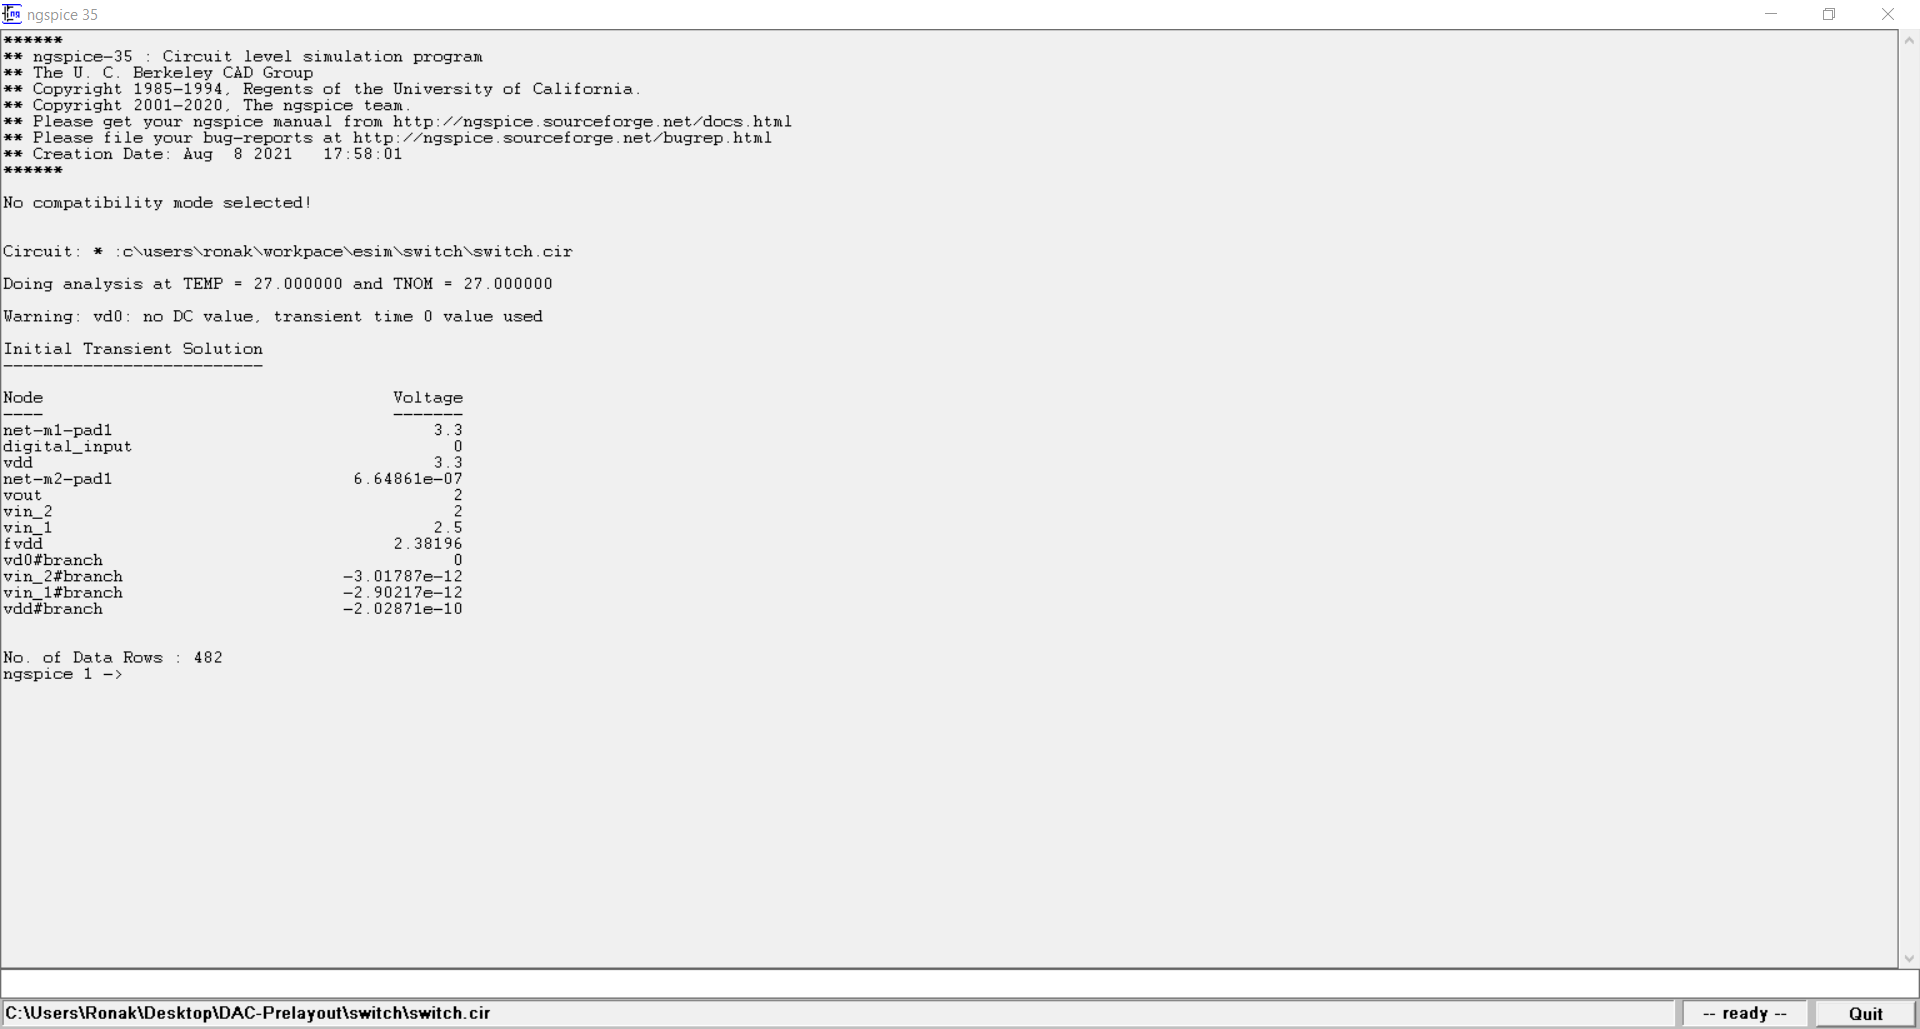 ngspice 35
******
** ngspice-35 : Circuit level simulation program
** The U. C. Berkeley CAD Group
** Copyright 1985-1994, Regents of the University of California.
** Copyright 2001-2020, The ngspice team.
** Please get your ngspice manual from http://ngspice.sourceforge.net/docs.html
** Please file your bug-reports at http://ngspice.sourceforge.net/bugrep.html
** Creation Date: Aug  8 2021   17:58:01
******
No compatibility mode selected!
Circuit: * :c\users\ronak\workpace\esim\switch\switch.cir
Doing analysis at TEMP = 27.000000 and TNOM = 27.000000
Warning: vd0: no DC value, transient time 0 value used
Initial Transient Solution
--------------------------
Node Voltage
---- -------
net-m1-pad1 3.3
digital_input 0
vdd 3.3
net-m2-pad1 6.64861e-07
vout 2
vin_2 2
vin_1 2.5
fvdd 2.38196
vd0#branch 0
vin_2#branch -3.01787e-12
vin_1#branch -2.90217e-12
vdd#branch -2.02871e-10
No. of Data Rows : 482
ngspice 1 ->
C:\Users\Ronak\Desktop\DAC-Prelayout\switch\switch.cir -- ready -- Quit